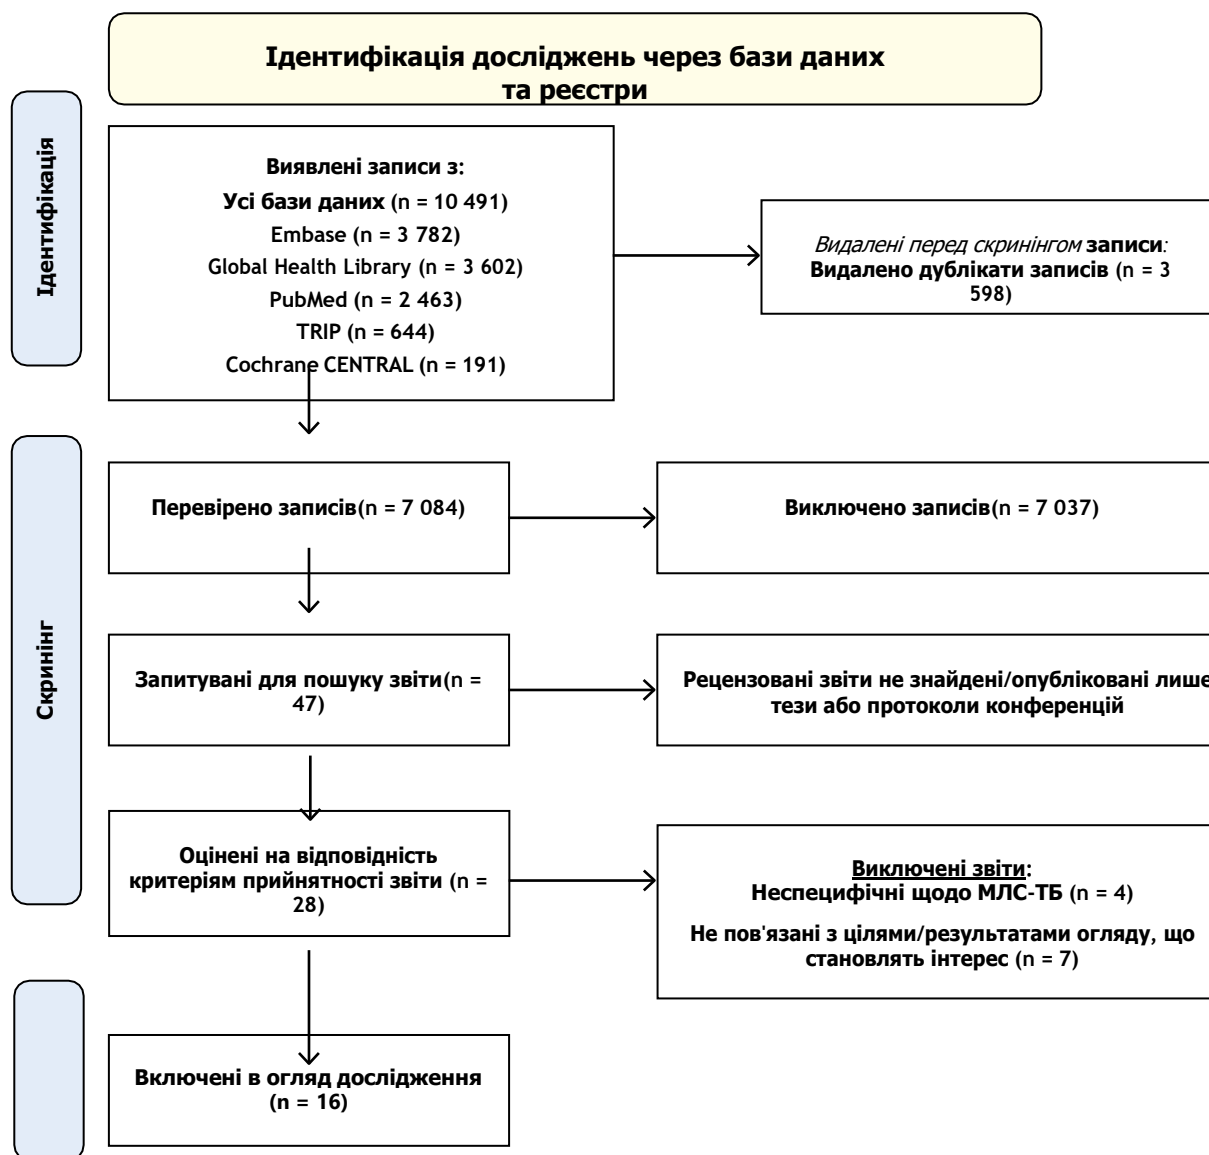 Ідентифікація досліджень через бази даних
та реєстри
Ідентифікація
Виявлені записи з:
Усі бази даних (n = 10 491)
Embase (n = 3 782)
Global Health Library (n = 3 602)
PubMed (n = 2 463)
TRIP (n = 644)
Cochrane CENTRAL (n = 191)
Видалені перед скринінгом записи:
Видалено дублікати записів (n = 3
598)
Скринінг
Перевірено записів(n = 7 084)
Виключено записів(n = 7 037)
Запитувані для пошуку звіти(n =
47)
Рецензовані звіти не знайдені/опубліковані лише
тези або протоколи конференцій
Оцінені на відповідність
критеріям прийнятності звіти (n =
28)
Виключені звіти:
Неспецифічні щодо МЛС-ТБ (n = 4)
Не пов'язані з цілями/результатами огляду, що
становлять інтерес (n = 7)
Включені в огляд дослідження
(n = 16)